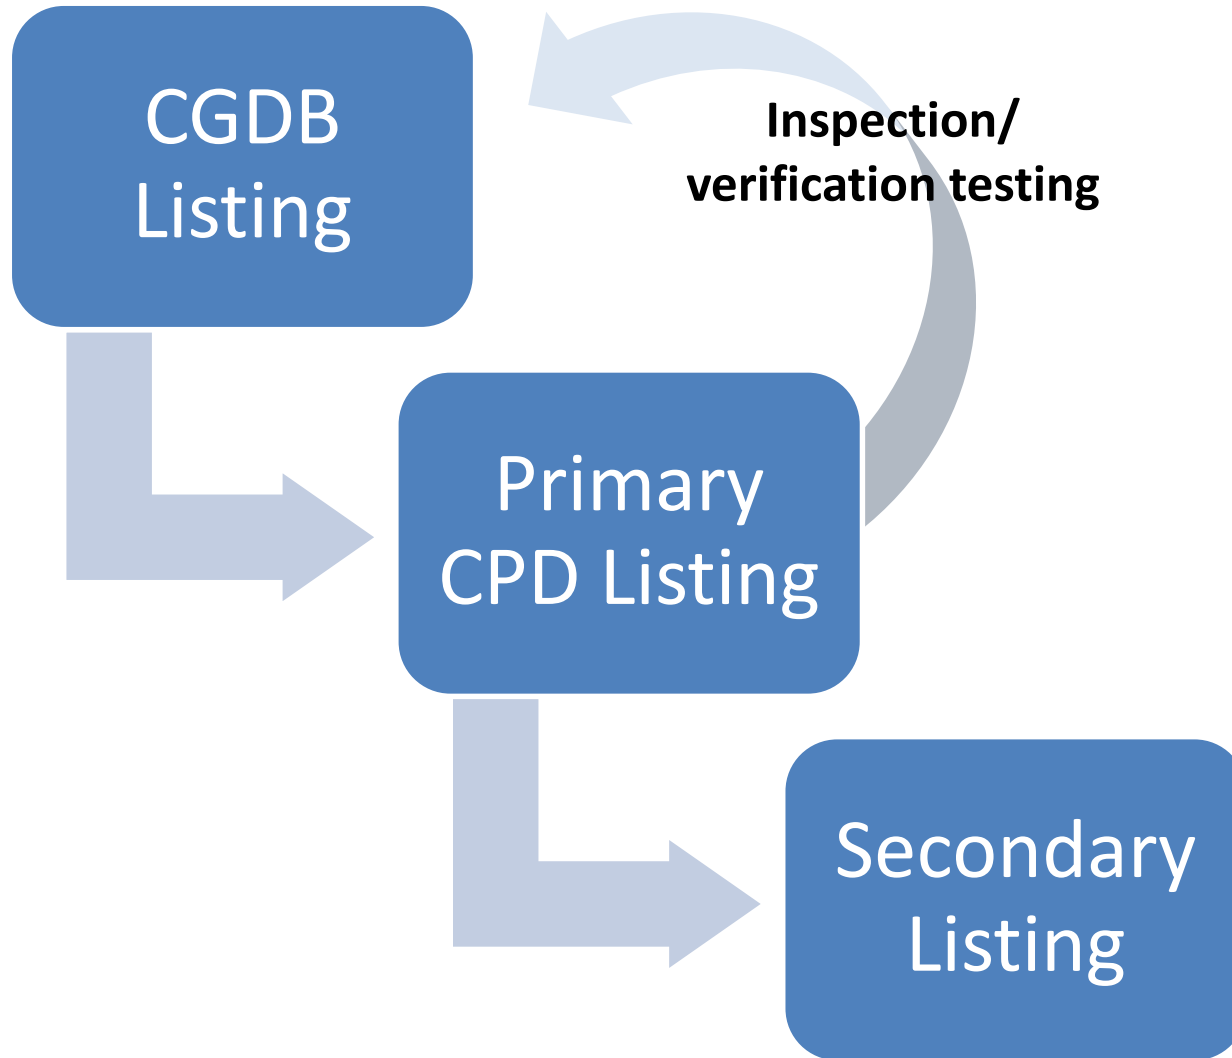 CGDB
Listing
Inspection/
verification testing
Primary
CPD Listing
Secondary
Listing